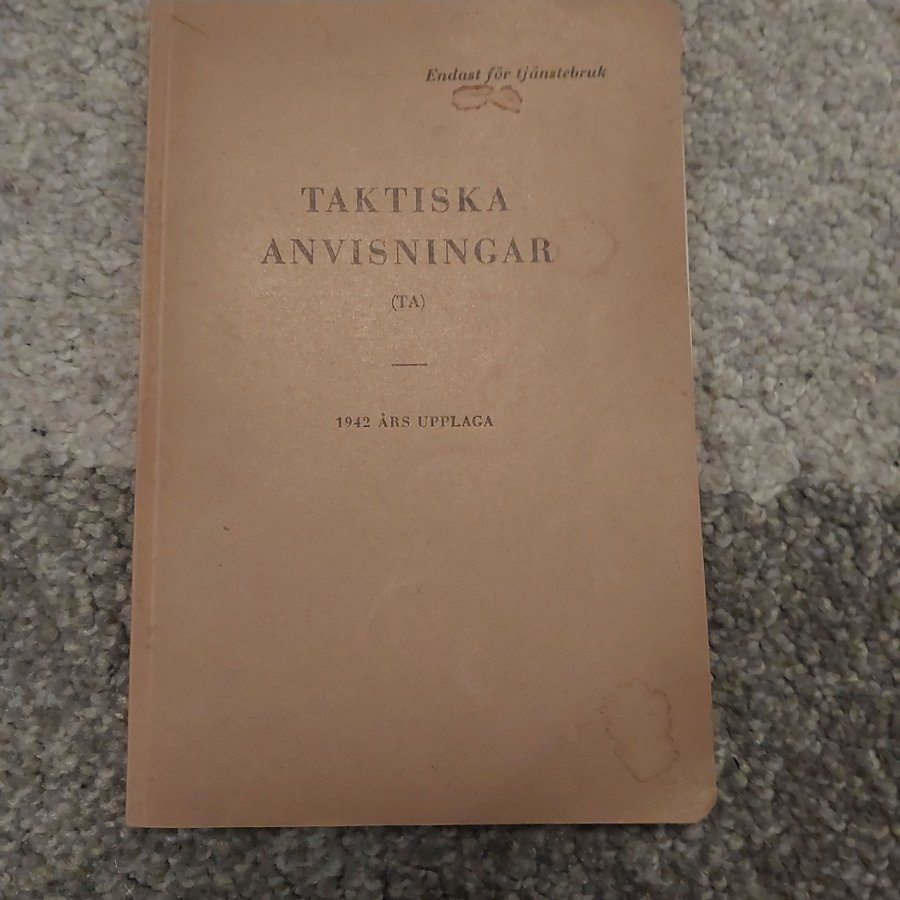 Endast för tjänstebruk
TAKTISKA
ANVISNINGAR
(TA)
1942 ÅRS UPPLAGA